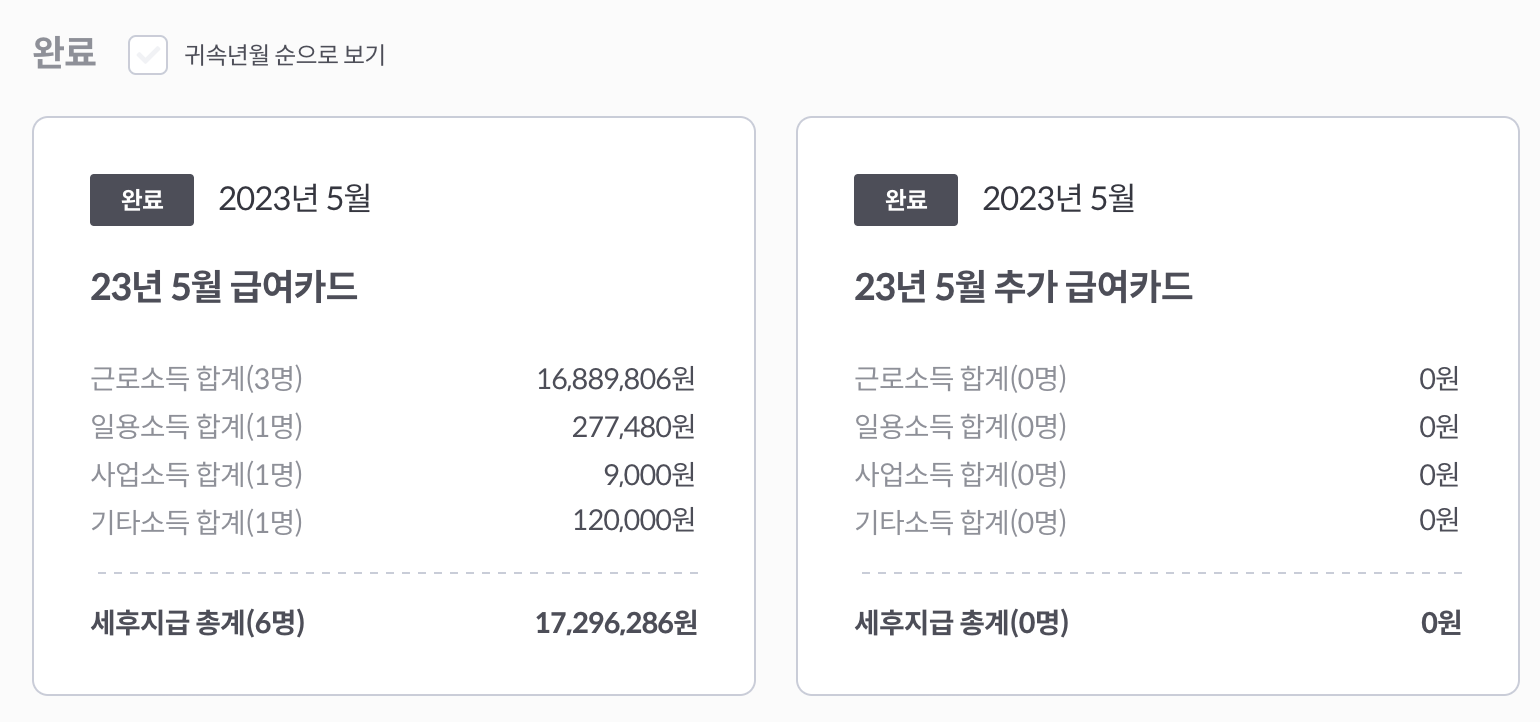 완료 귀속년월 순으로 보기
완료 2023년 5월
23년 5월 급여카드
근로소득 합계(3명) 16,889,806원
일용소득 합계(1명) 277,480원
사업소득 합계(1명) 9,000원
기타소득 합계(1명) 120,000원
세후지급 총계(6명) 17,296,286원
완료 2023년 5월
23년 5월 추가 급여카드
근로소득 합계(0명) 0원
일용소득 합계(0명) 0원
사업소득 합계(0명) 0원
기타소득 합계(0명) 0원
세후지급 총계(0명) 0원